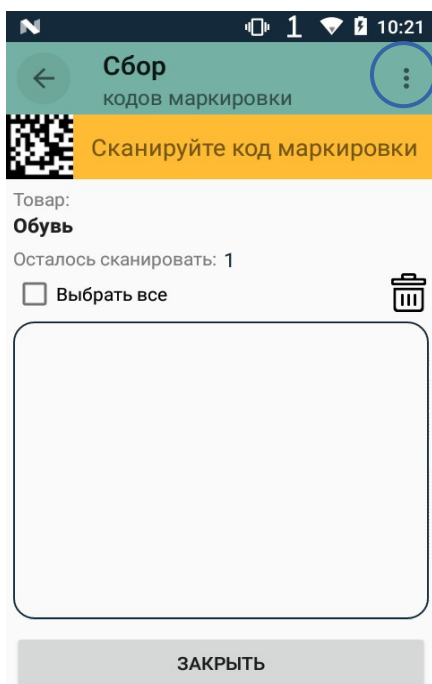 1 10:21
Сбор
кодов маркировки
Сканируйте код маркировки
Товар:
Обувь
Осталось сканировать: 1
Выбрать все
ЗАКРЫТЬ